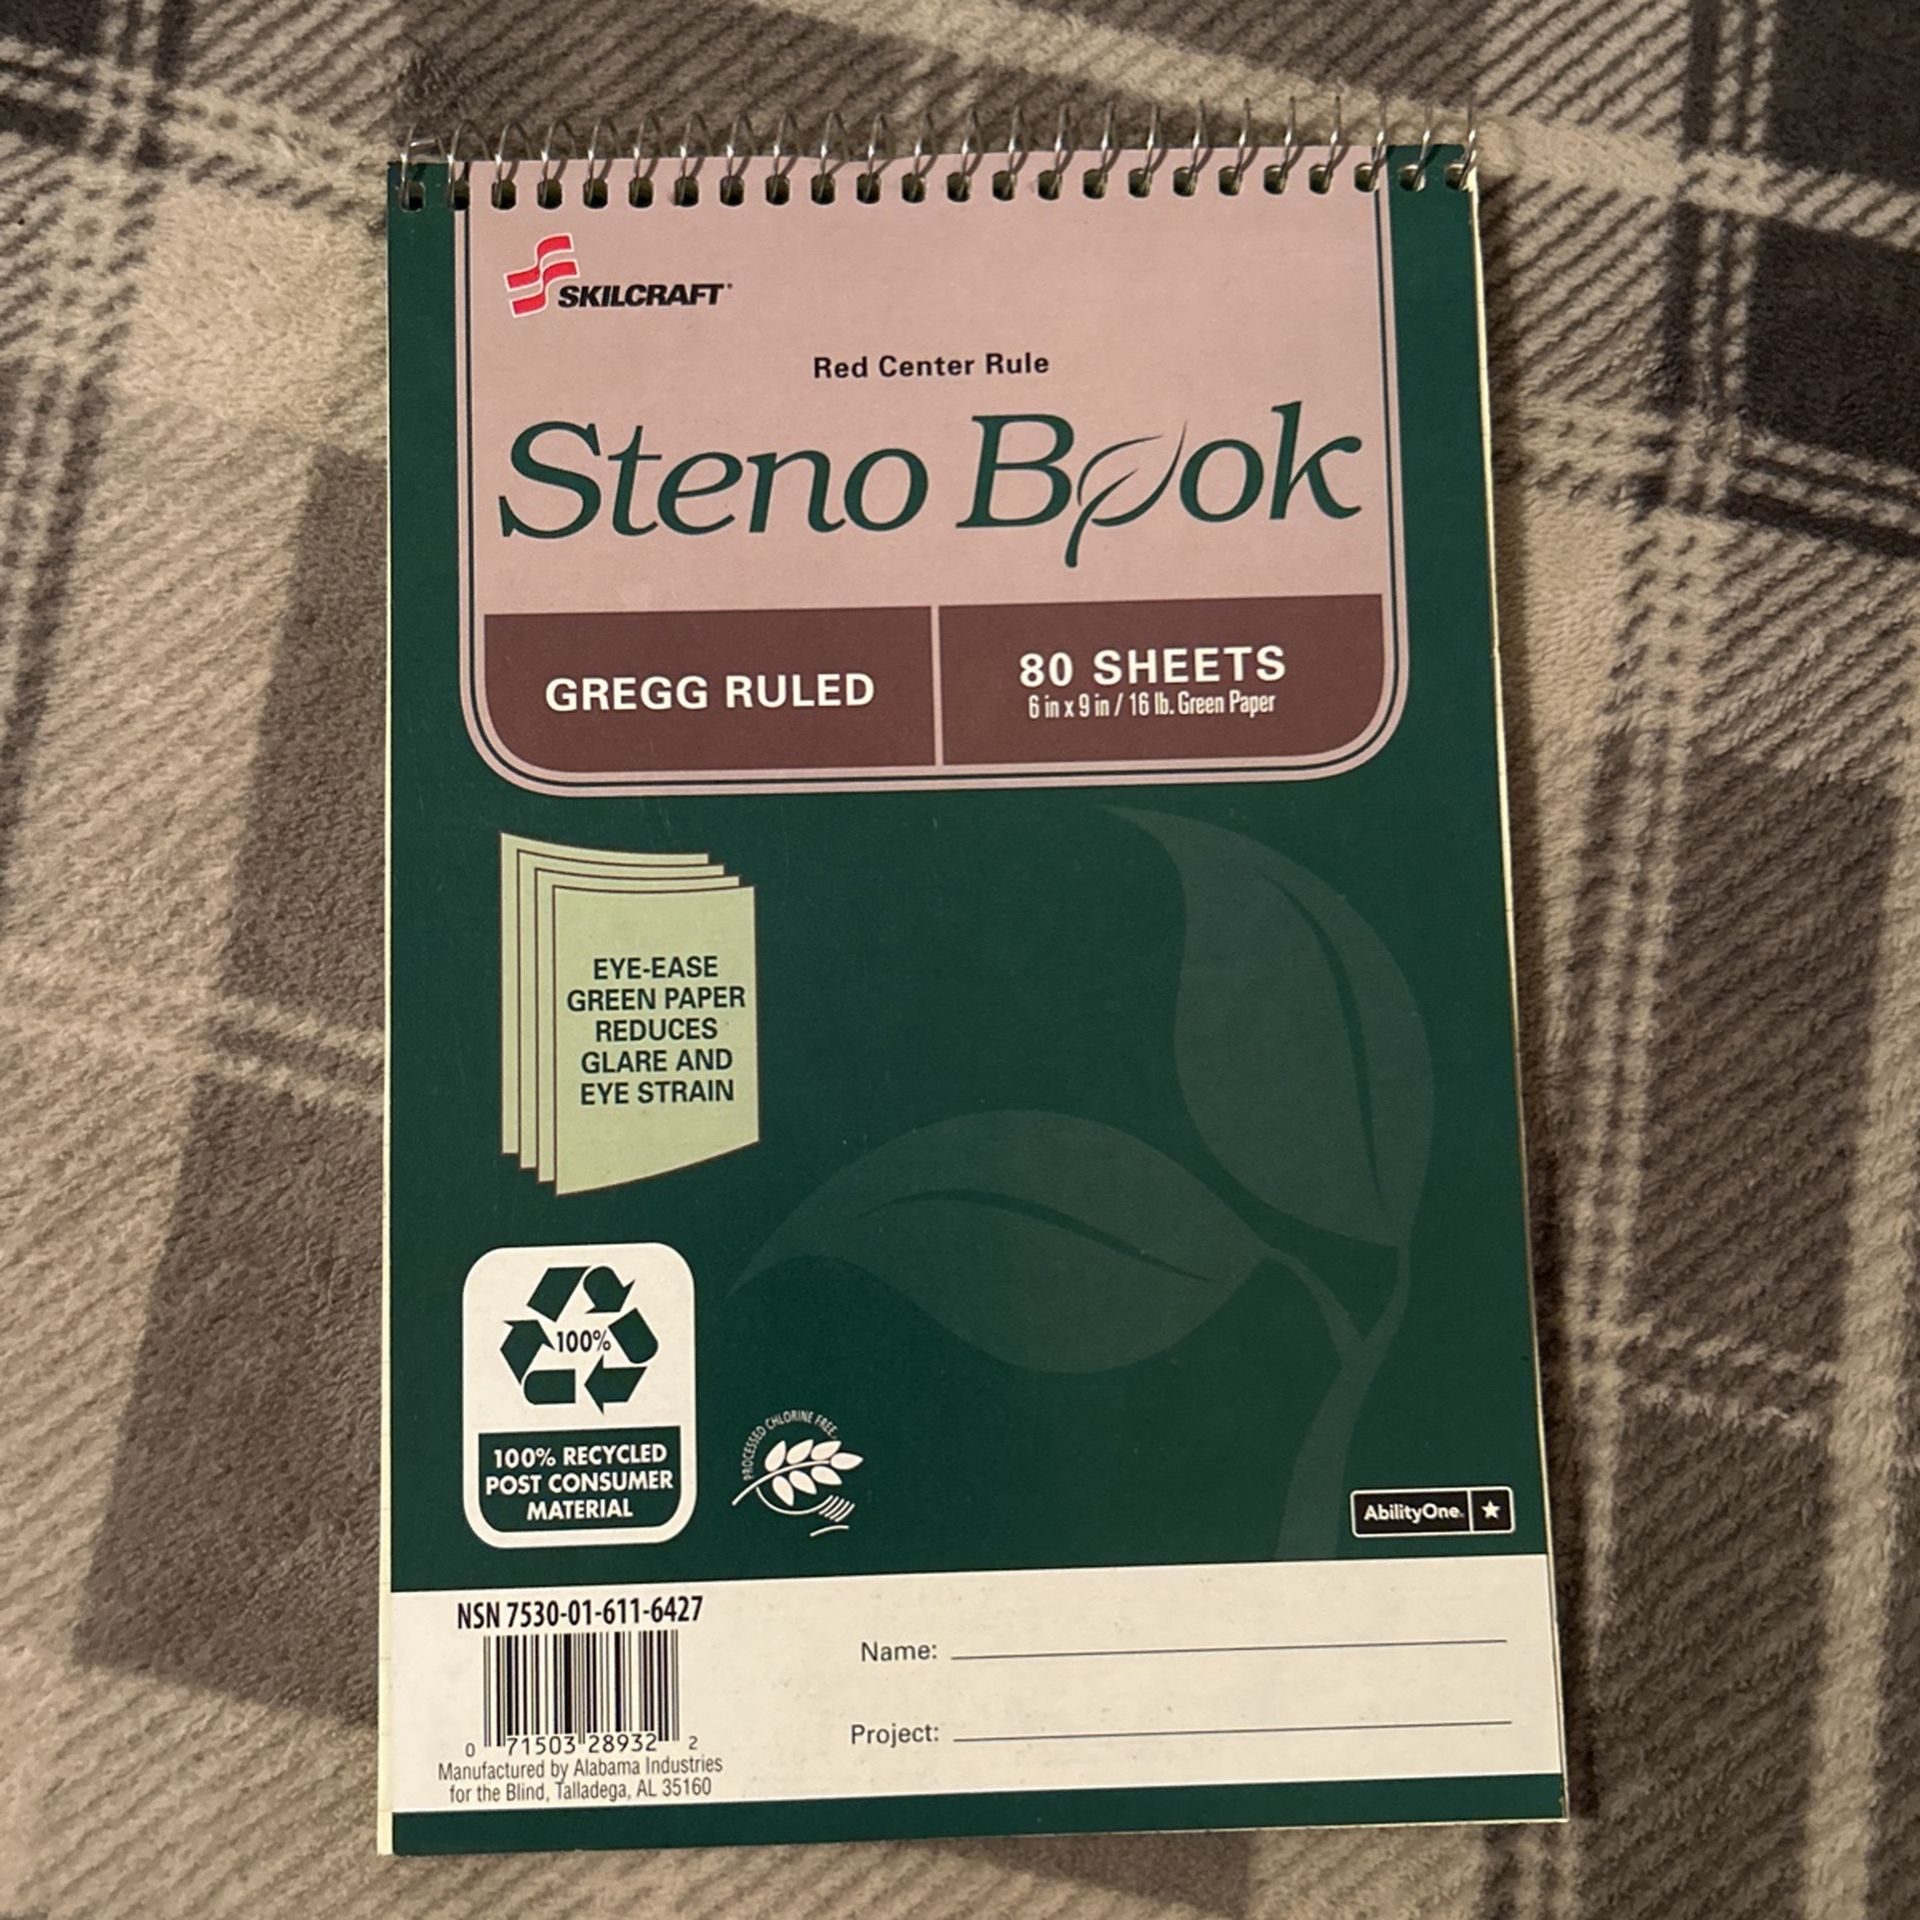 SKILCRAFT
Red Center Rule
Steno Book
GREGG RULED
80 SHEETS
6 in x 9 in / 16 lb. Green Paper
EYE-EASE
GREEN PAPER
REDUCES
GLARE AND
EYE STRAIN
100%
100% RECYCLED
POST CONSUMER
MATERIAL
PROCESSED CHLORINE FREE
AbilityOne
NSN 7530-01-611-6427
0 71503 28932 2
Manufactured by Alabama Industries
for the Blind, Talladega, AL 35160
Name:
Project: